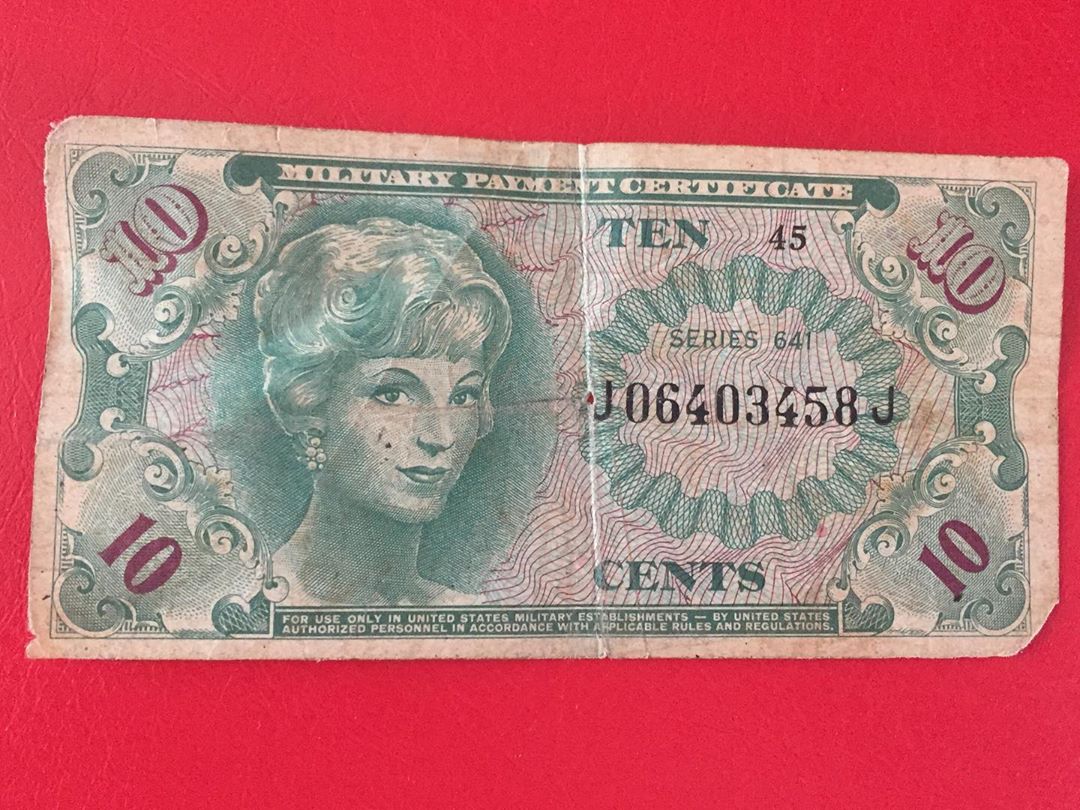 MILITARY PAYMENT CERTIFICATE
10
TEN 45
10
SERIES 641
J06403458J
10
CENTS
10
FOR USE ONLY IN UNITED STATES MILITARY ESTABLISHMENTS — BY UNITED STATES
AUTHORIZED PERSONNEL IN ACCORDANCE WITH APPLICABLE RULES AND REGULATIONS.